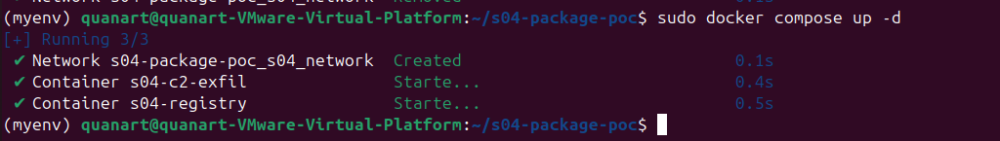 (myenv) quanart@quanart-VMware-Virtual-Platform:~/s04-package-poc$ sudo docker compose up -d
[+] Running 3/3
✔ Network s04-package-poc_s04_network Created 0.1s
✔ Container s04-c2-exfil Starte... 0.4s
✔ Container s04-registry Starte... 0.5s
(myenv) quanart@quanart-VMware-Virtual-Platform:~/s04-package-poc$